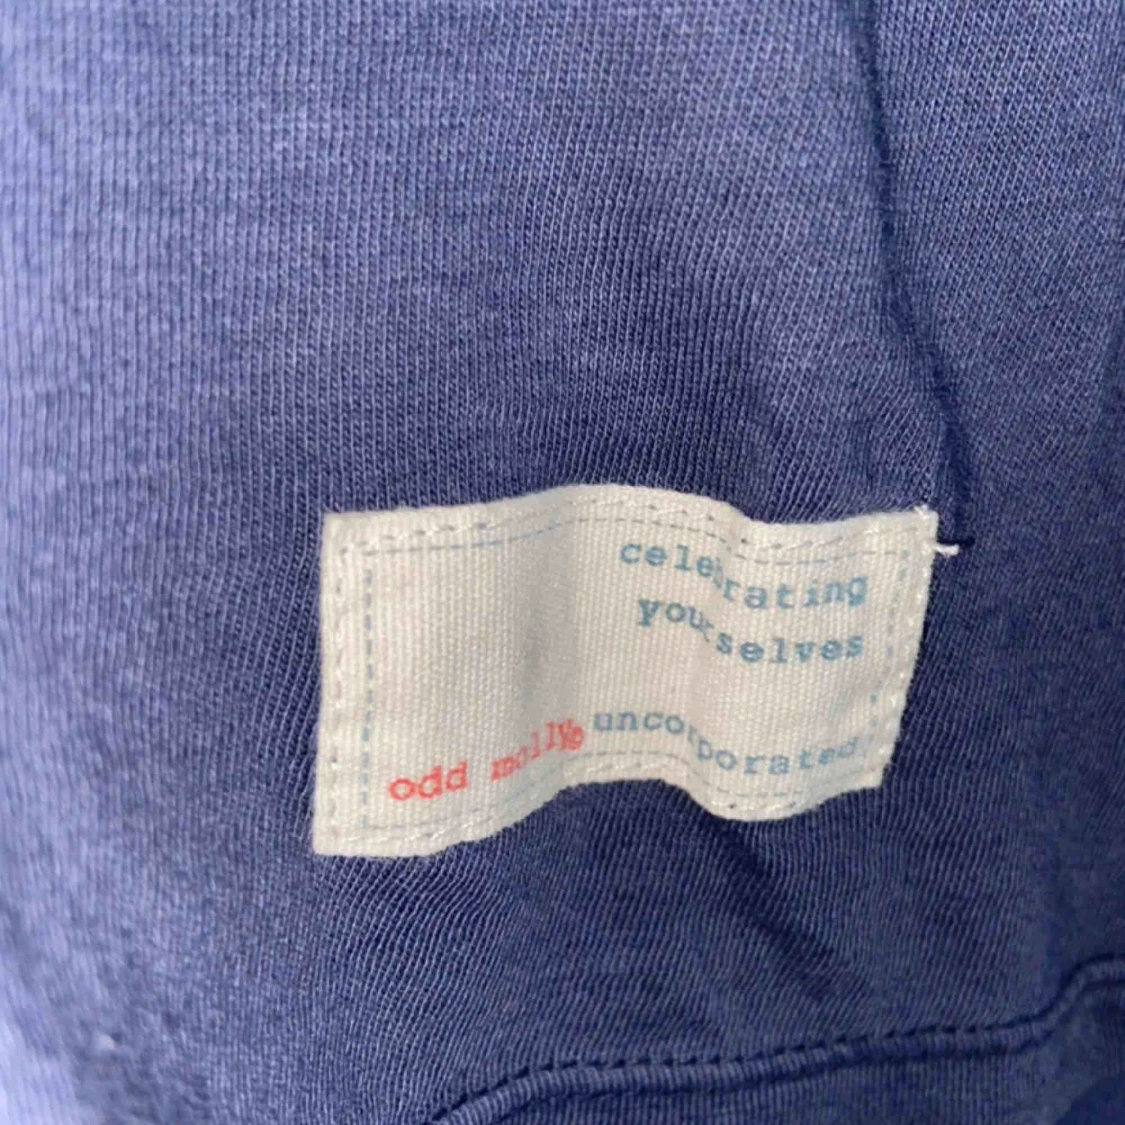 celebrating
yourselves
odd molly® uncorporated